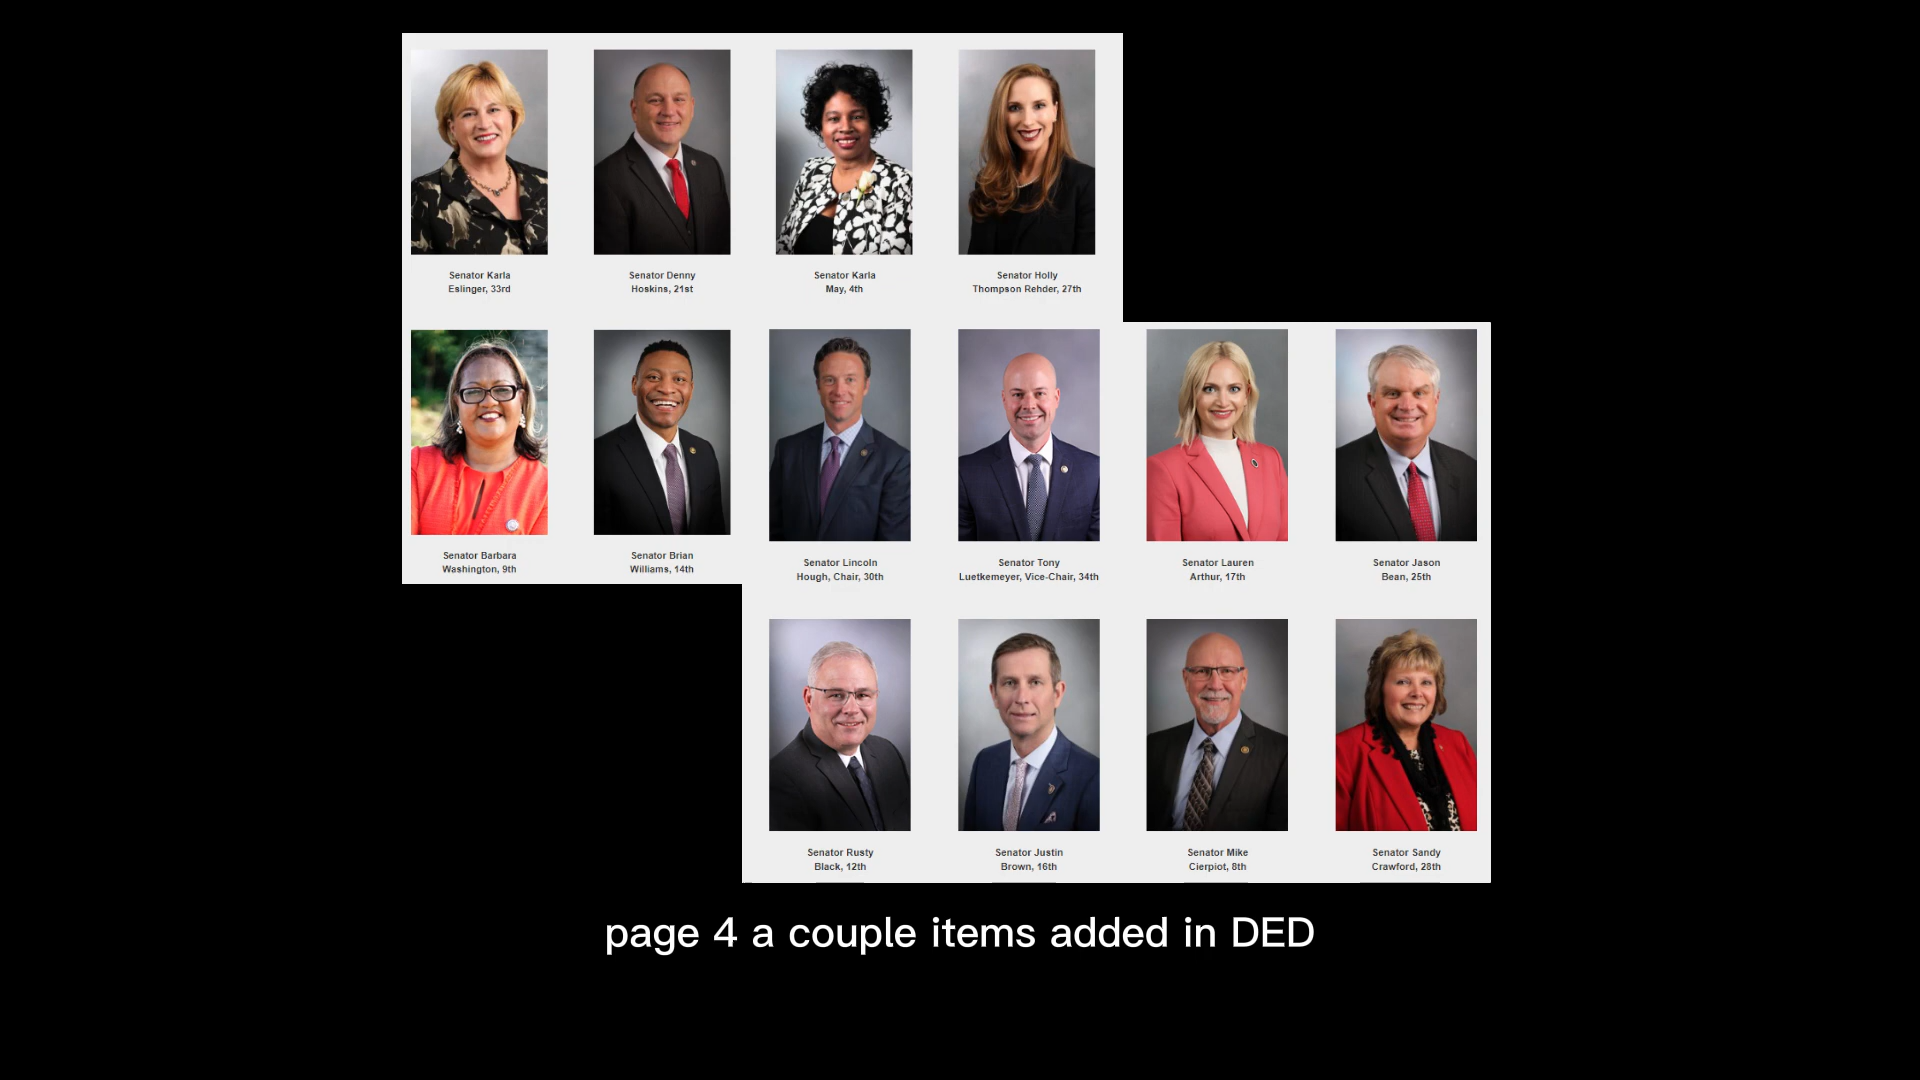 Senator Karla
Eslinger, 33rd
Senator Denny
Hoskins, 21st
Senator Karla
May, 4th
Senator Holly
Thompson Rehder, 27th
Senator Barbara
Washington, 9th
Senator Brian
Williams, 14th
Senator Lincoln
Hough, Chair, 30th
Senator Tony
Luetkemeyer, Vice-Chair, 34th
Senator Lauren
Arthur, 17th
Senator Jason
Bean, 25th
Senator Rusty
Black, 12th
Senator Justin
Brown, 16th
Senator Mike
Cierpiot, 8th
Senator Sandy
Crawford, 28th
page 4 a couple items added in DED